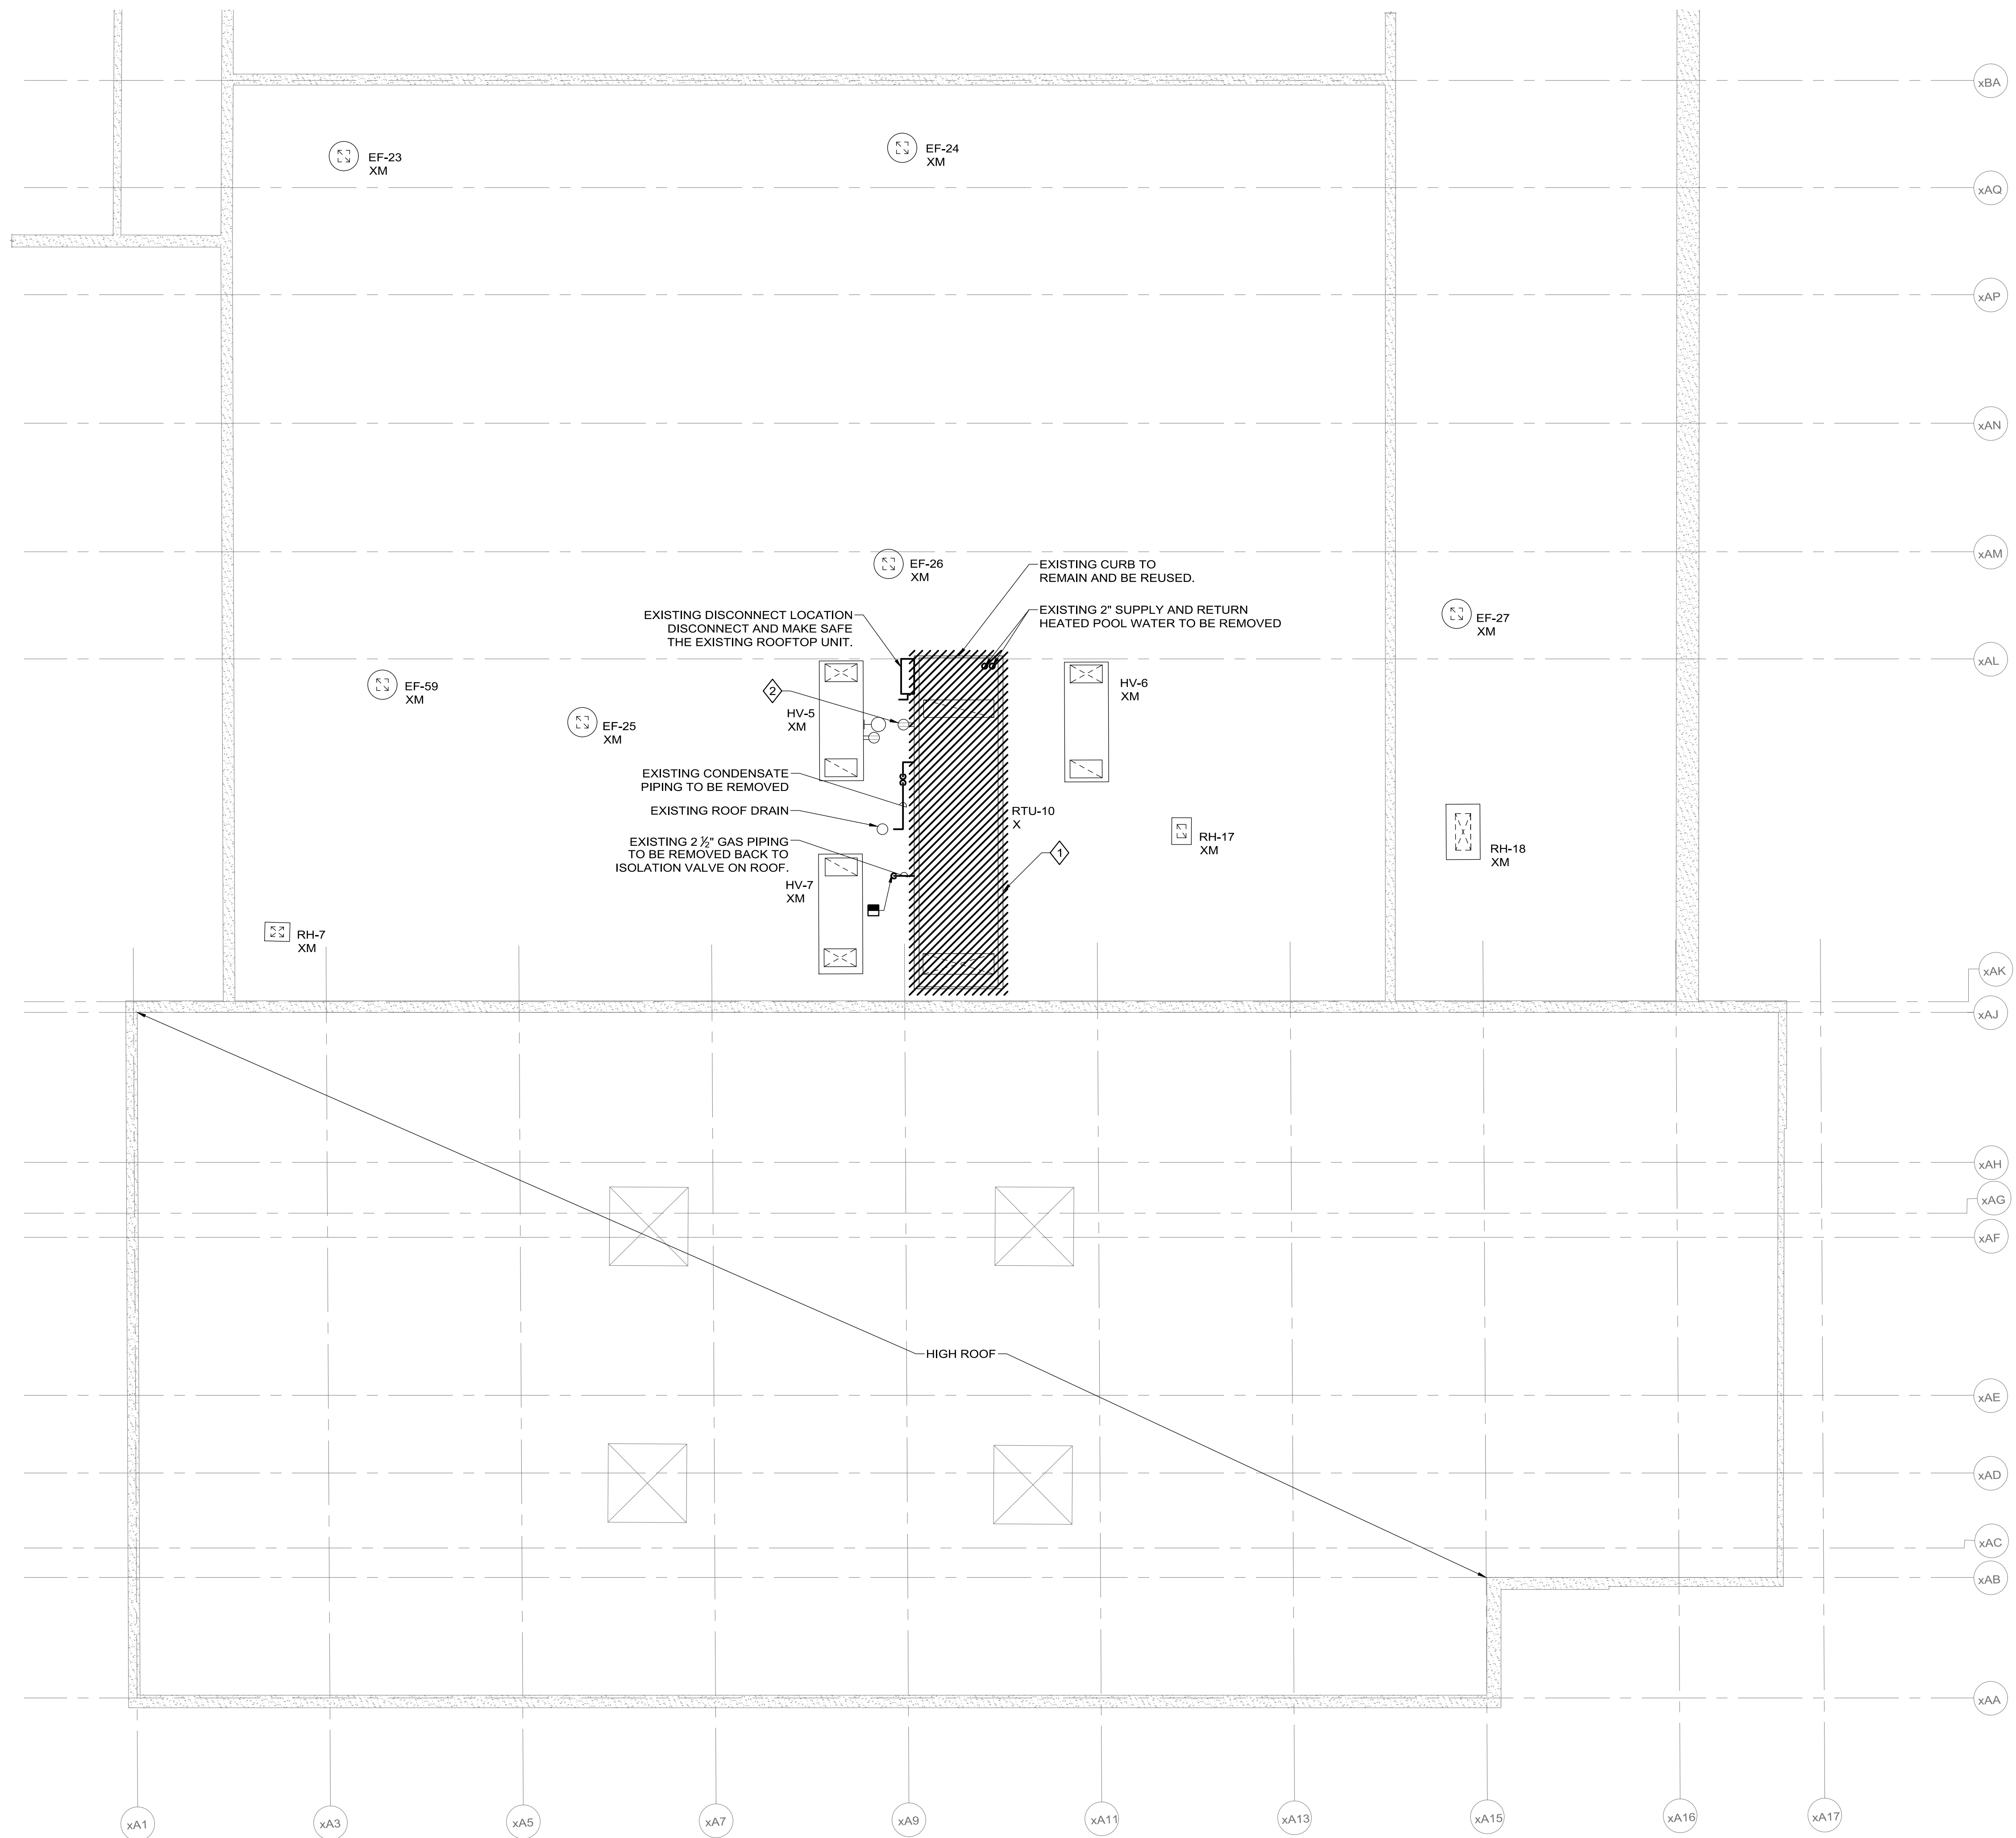 xBA
EF-23
XM
EF-24
XM
xAQ
xAP
xAN
xAM
EF-26
XM
EXISTING CURB TO
REMAIN AND BE REUSED.
EXISTING DISCONNECT LOCATION
DISCONNECT AND MAKE SAFE
THE EXISTING ROOFTOP UNIT.
EXISTING 2" SUPPLY AND RETURN
HEATED POOL WATER TO BE REMOVED
EF-27
XM
xAL
EF-59
XM
2
HV-5
XM
HV-6
XM
EF-25
XM
EXISTING CONDENSATE
PIPING TO BE REMOVED
EXISTING ROOF DRAIN
RTU-10
X
EXISTING 2 ½" GAS PIPING
TO BE REMOVED BACK TO
ISOLATION VALVE ON ROOF.
1
RH-17
XM
RH-18
XM
HV-7
XM
RH-7
XM
xAK
xAJ
xAH
xAG
xAF
HIGH ROOF
xAE
xAD
xAC
xAB
xAA
xA1
xA3
xA5
xA7
xA9
xA11
xA13
xA15
xA16
xA17